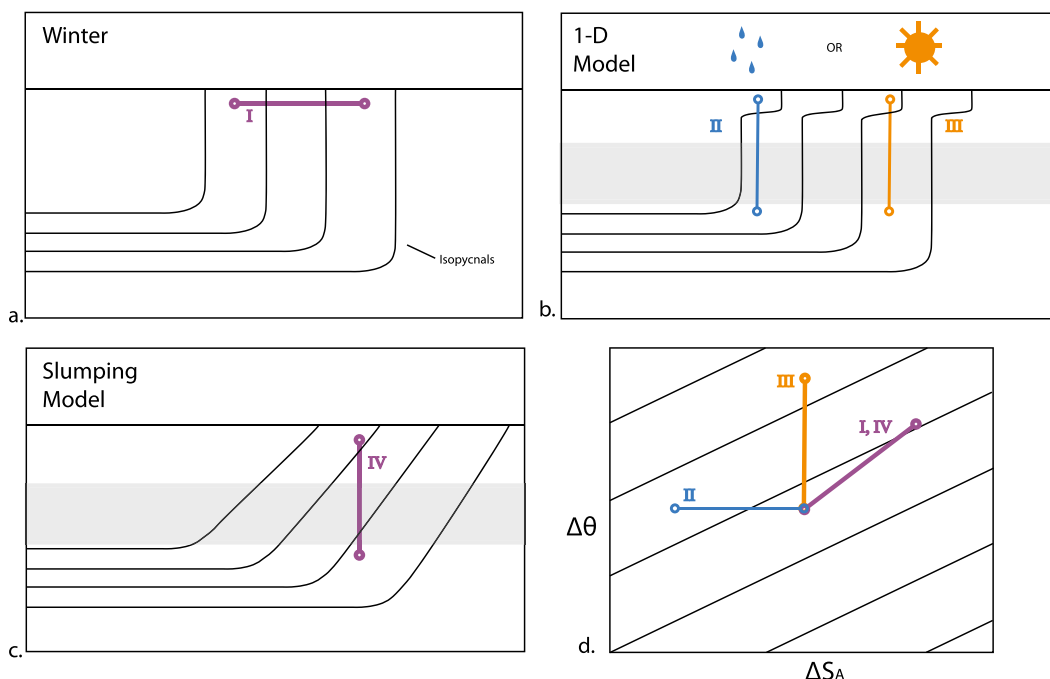 Winter
I
Isopycnals
a.
1-D
Model
OR
II
III
b.
Slumping
Model
IV
c.
III
I, IV
II
Δθ
d.
ΔSA